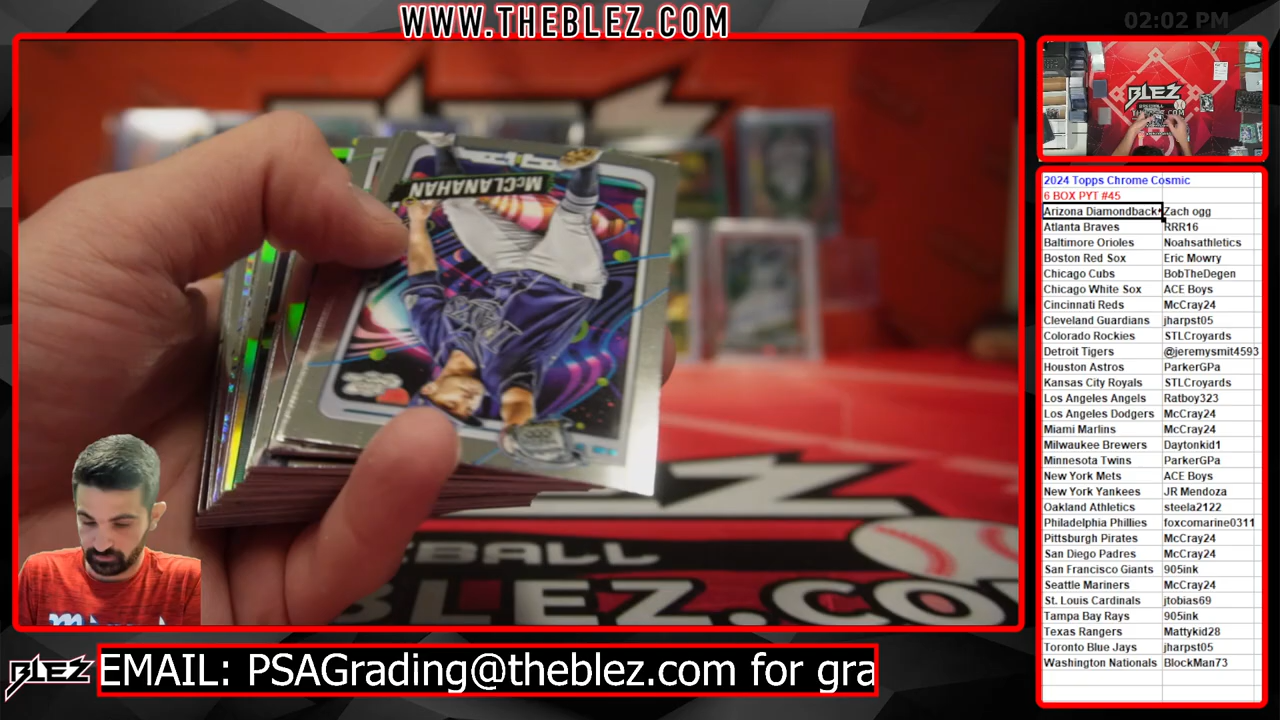 WWW.THEBLEZ.COM
02:02 PM
McCLANAHAN
BLEZ
2024 Topps Chrome Cosmic
6 BOX PYT #45
Arizona Diamondback Zach ogg
Atlanta Braves RRR16
Baltimore Orioles Noahsathletics
Boston Red Sox Eric Mowry
Chicago Cubs BobTheDegen
Chicago White Sox ACE Boys
Cincinnati Reds McCray24
Cleveland Guardians jharpst05
Colorado Rockies STLCroyards
Detroit Tigers @jeremysmit4593
Houston Astros ParkerGPa
Kansas City Royals STLCroyards
Los Angeles Angels Ratboy323
Los Angeles Dodgers McCray24
Miami Marlins McCray24
Milwaukee Brewers Daytonkid1
Minnesota Twins ParkerGPa
New York Mets ACE Boys
New York Yankees JR Mendoza
Oakland Athletics steela2122
Philadelphia Phillies foxcomarine0311
Pittsburgh Pirates McCray24
San Diego Padres McCray24
San Francisco Giants 905ink
Seattle Mariners McCray24
St. Louis Cardinals jtobias69
Tampa Bay Rays 905ink
Texas Rangers Mattykid28
Toronto Blue Jays jharpst05
Washington Nationals BlockMan73
EBALL
EBLEZ.CO
BLEZ
EMAIL: PSAGrading@theblez.com for gra